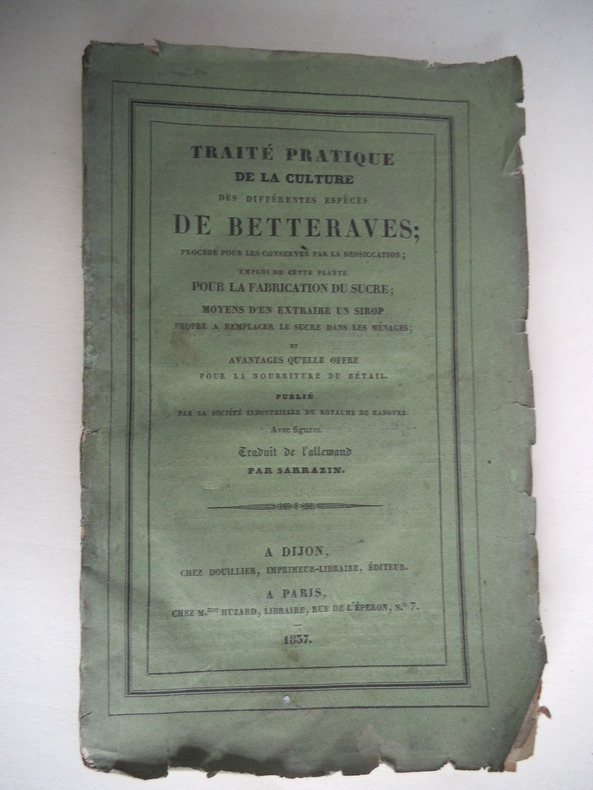 TRAITÉ PRATIQUE
DE LA CULTURE
DES DIFFÉRENTES ESPÈCES
DE BETTERAVES;
PROCÉDÉ POUR LES CONSERVER PAR LA DESSICCATION;
EMPLOI DE CETTE PLANTE
POUR LA FABRICATION DU SUCRE;
MOYENS D'EN EXTRAIRE UN SIROP
PROPRE A REMPLACER LE SUCRE DANS LES MÉNAGES;
ET
AVANTAGES QU'ELLE OFFRE
POUR LA NOURRITURE DU BÉTAIL.
PUBLIÉ
PAR LA SOCIÉTÉ INDUSTRIELLE DU ROYAUME DE HANOVRE.
Avec figures.
Traduit de l'allemand
PAR SARRAZIN.
A DIJON,
CHEZ DOUILLIER, IMPRIMEUR-LIBRAIRE, ÉDITEUR.
A PARIS,
CHEZ M.me HUZARD, LIBRAIRE, RUE DE L'ÉPERON, N.o 7.
1837.